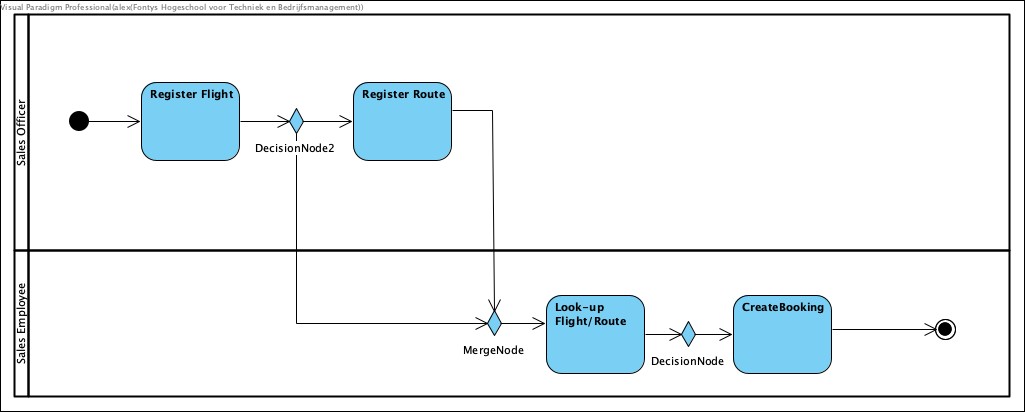 Visual Paradigm Professional(alex(Fontys Hogeschool voor Techniek en Bedrijfsmanagement))
Sales Officer
Register Flight
Register Route
DecisionNode2
Sales Employee
Look-up
Flight/Route
CreateBooking
MergeNode
DecisionNode